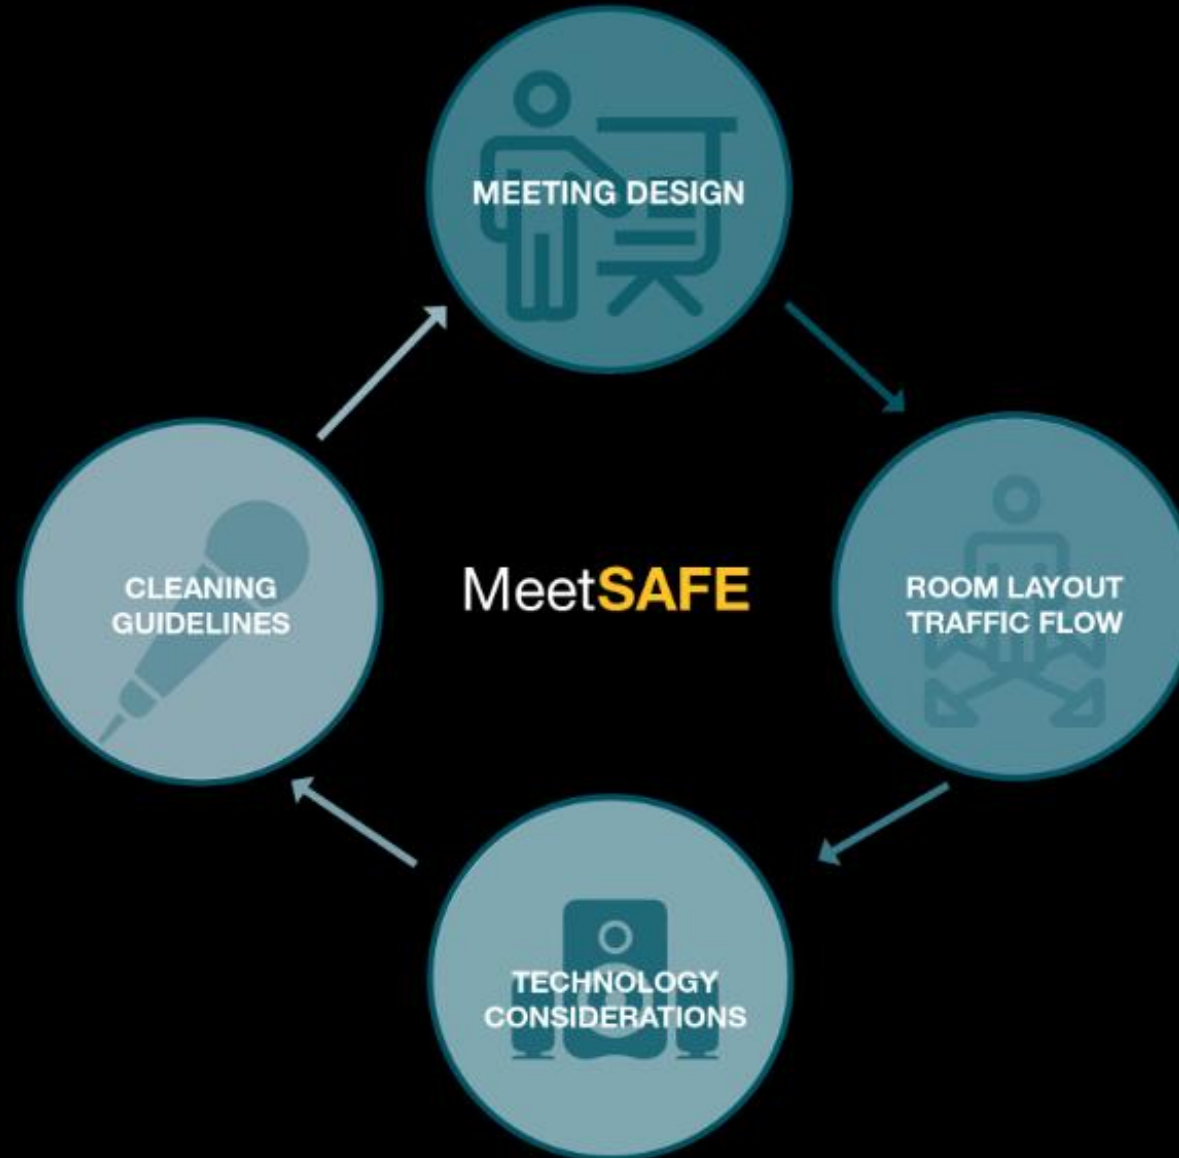 MEETING DESIGN
CLEANING
GUIDELINES
MeetSAFE
ROOM LAYOUT
TRAFFIC FLOW
TECHNOLOGY
CONSIDERATIONS